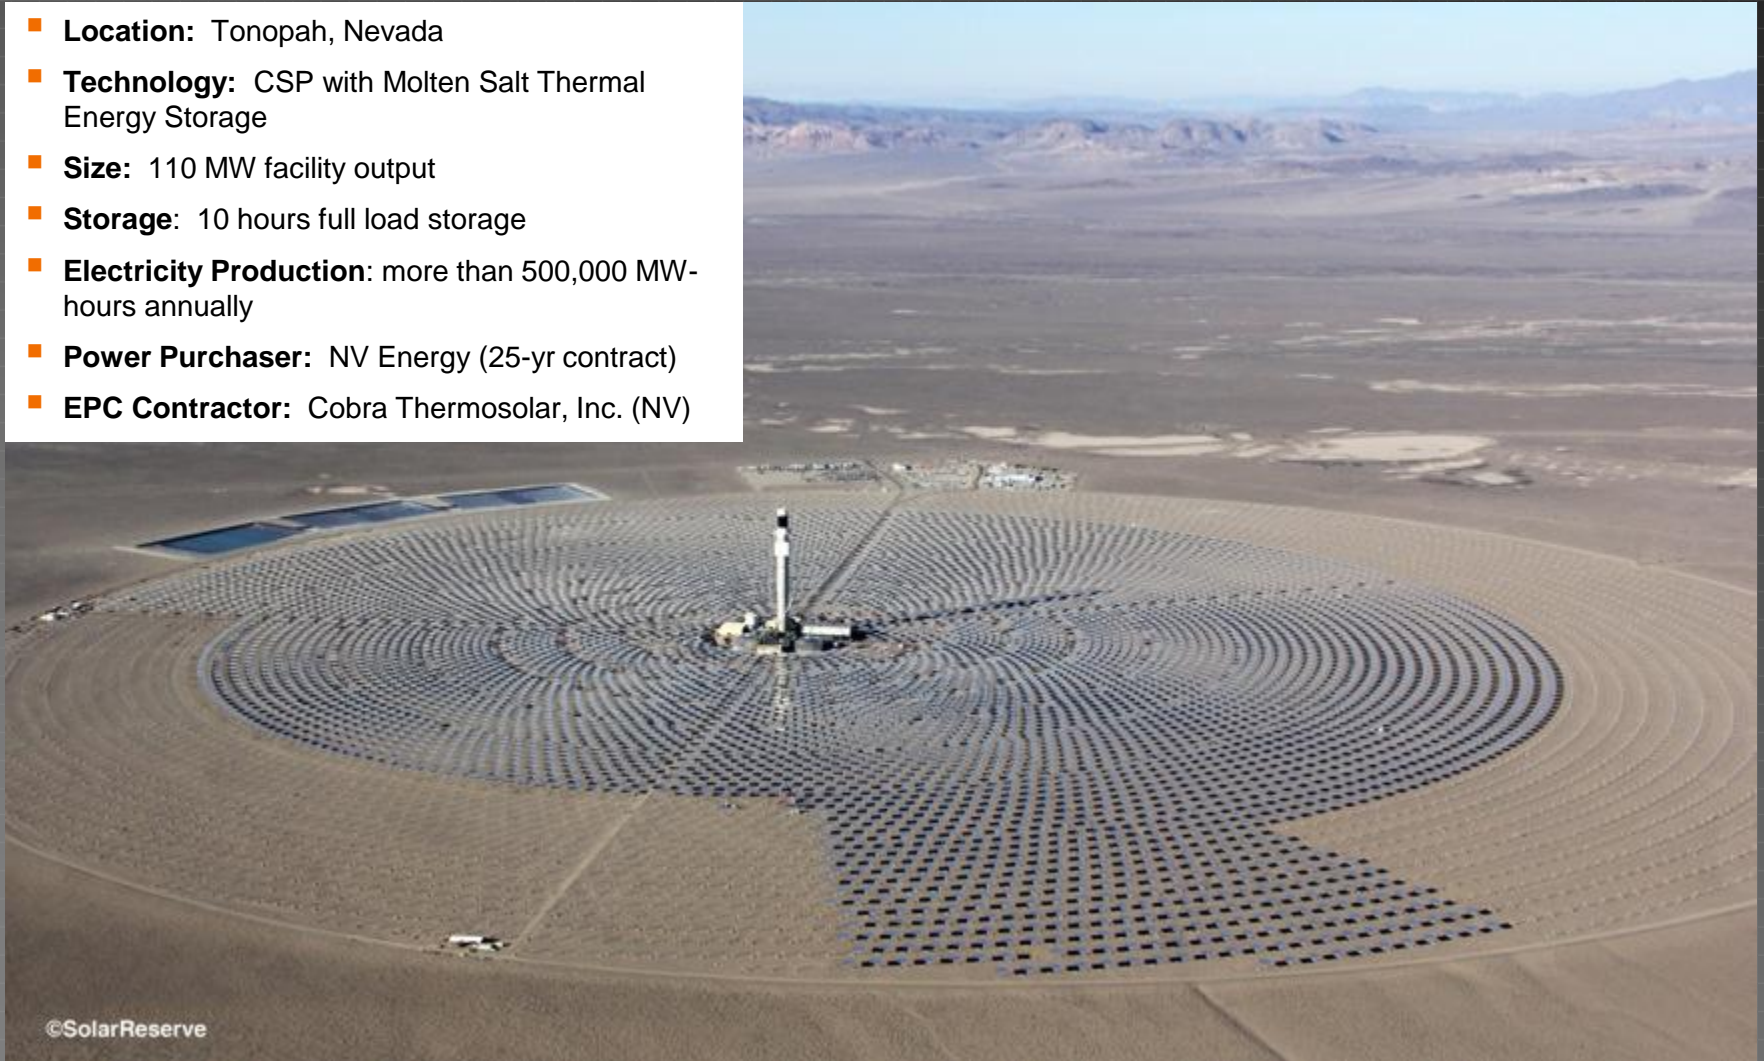 Location: Tonopah, Nevada
Technology: CSP with Molten Salt Thermal
Energy Storage
Size: 110 MW facility output
Storage: 10 hours full load storage
Electricity Production: more than 500,000 MW-
hours annually
Power Purchaser: NV Energy (25-yr contract)
EPC Contractor: Cobra Thermosolar, Inc. (NV)
©SolarReserve